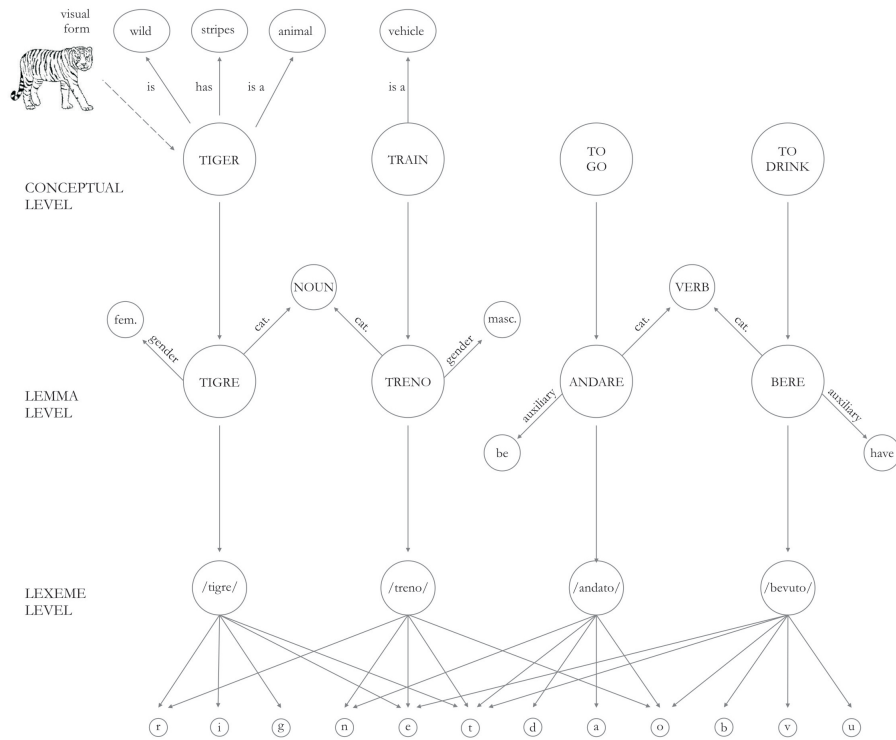 visual
form
wild
stripes
animal
vehicle
is
has
is a
is a
TIGER
TRAIN
TO
GO
TO
DRINK
CONCEPTUAL
LEVEL
NOUN
VERB
fem.
gender
cat.
cat.
gender
masc.
cat.
cat.
TIGRE
TRENO
ANDARE
BERE
LEMMA
LEVEL
auxiliary
auxiliary
be
have
/tigre/
/treno/
/andato/
/bevuto/
LEXEME
LEVEL
r i g n e t d a o b v u